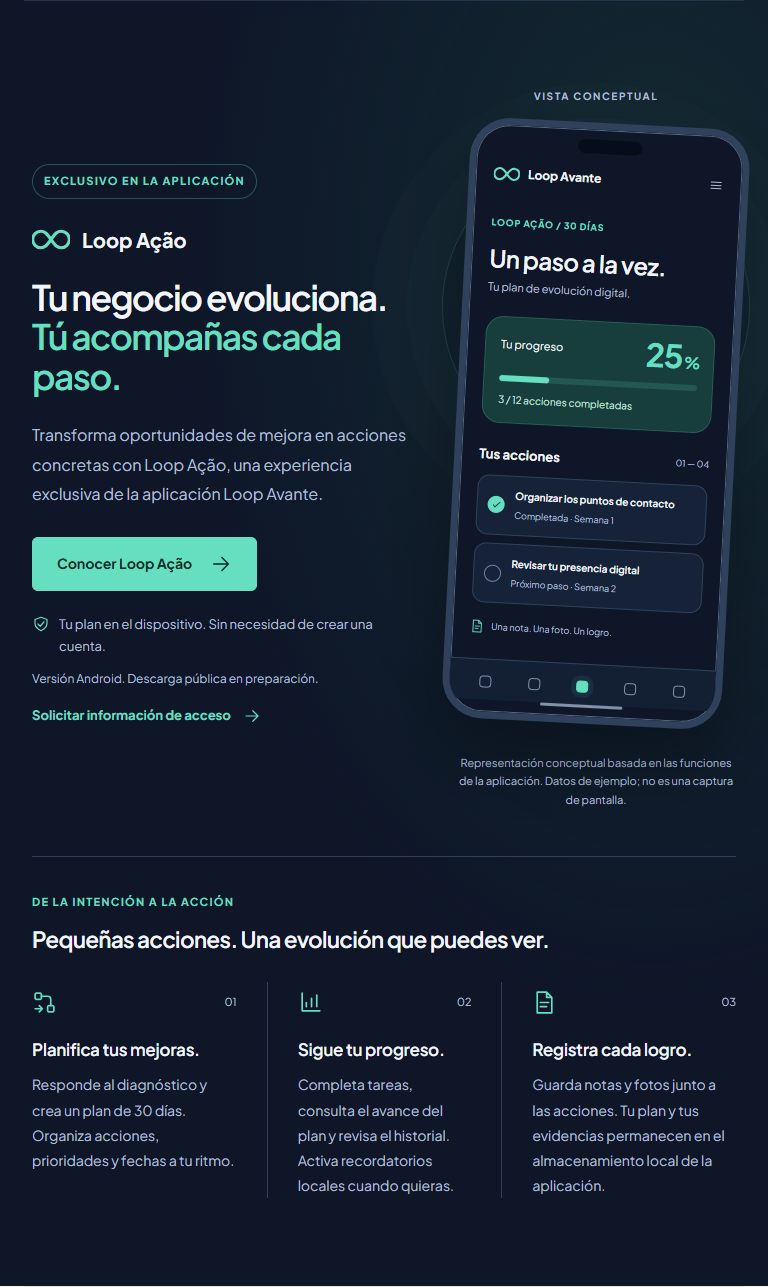 EXCLUSIVO EN LA APLICACIÓN
Loop Ação
Tu negocio evoluciona.
Tú acompañas cada
paso.
Transforma oportunidades de mejora en acciones
concretas con Loop Ação, una experiencia
exclusiva de la aplicación Loop Avante.
Conocer Loop Ação
Tu plan en el dispositivo. Sin necesidad de crear una
cuenta.
Versión Android. Descarga pública en preparación.
Solicitar información de acceso
VISTA CONCEPTUAL
Loop Avante
LOOP AÇÃO / 30 DÍAS
Un paso a la vez.
Tu plan de evolución digital.
Tu progreso
25%
3 / 12 acciones completadas
Tus acciones
01 — 04
Organizar los puntos de contacto
Completada · Semana 1
Revisar tu presencia digital
Próximo paso · Semana 2
Una nota. Una foto. Un logro.
Representación conceptual basada en las funciones
de la aplicación. Datos de ejemplo; no es una captura
de pantalla.
DE LA INTENCIÓN A LA ACCIÓN
Pequeñas acciones. Una evolución que puedes ver.
01
Planifica tus mejoras.
Responde al diagnóstico y
crea un plan de 30 días.
Organiza acciones,
prioridades y fechas a tu ritmo.
02
Sigue tu progreso.
Completa tareas,
consulta el avance del
plan y revisa el historial.
Activa recordatorios
locales cuando quieras.
03
Registra cada logro.
Guarda notas y fotos junto a
las acciones. Tu plan y tus
evidencias permanecen en el
almacenamiento local de la
aplicación.